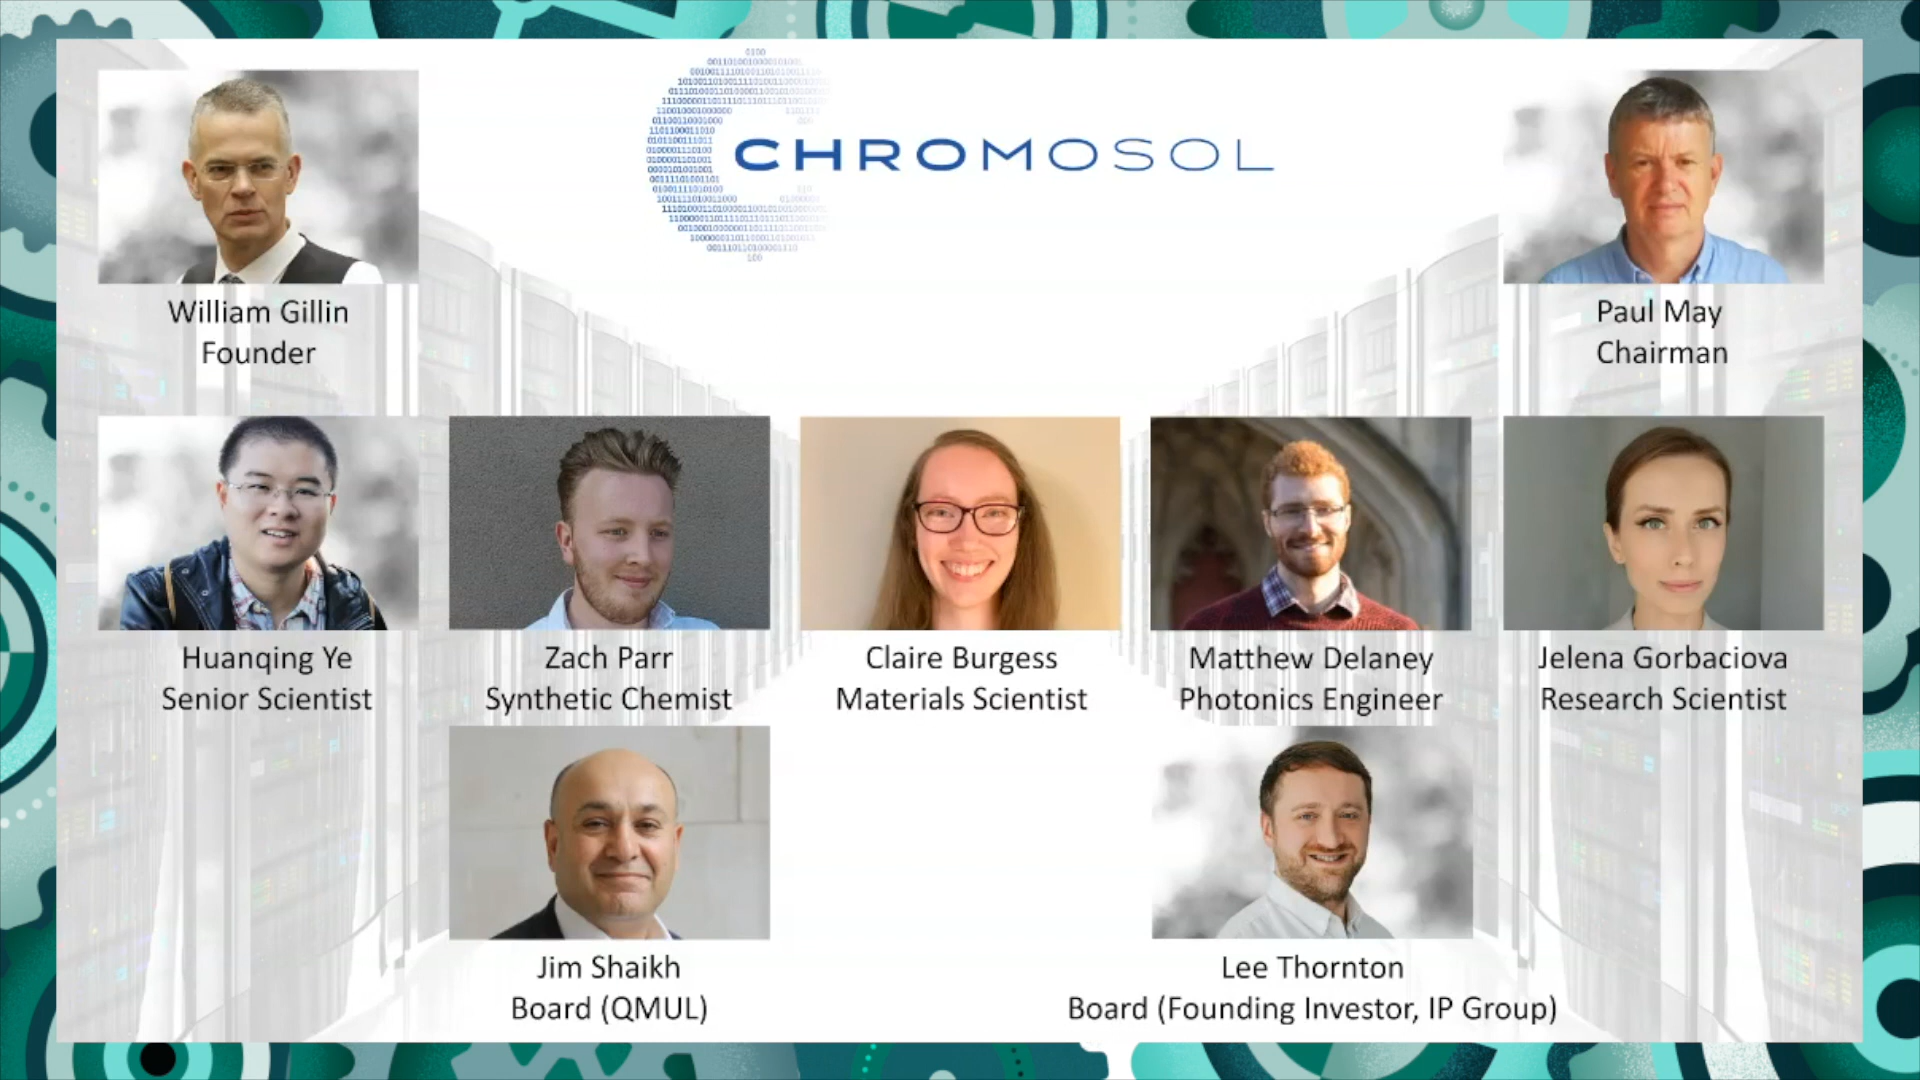 CHROMOSOL
William Gillin
Founder
Paul May
Chairman
Huanqing Ye
Senior Scientist
Zach Parr
Synthetic Chemist
Claire Burgess
Materials Scientist
Matthew Delaney
Photonics Engineer
Jelena Gorbaciova
Research Scientist
Jim Shaikh
Board (QMUL)
Lee Thornton
Board (Founding Investor, IP Group)